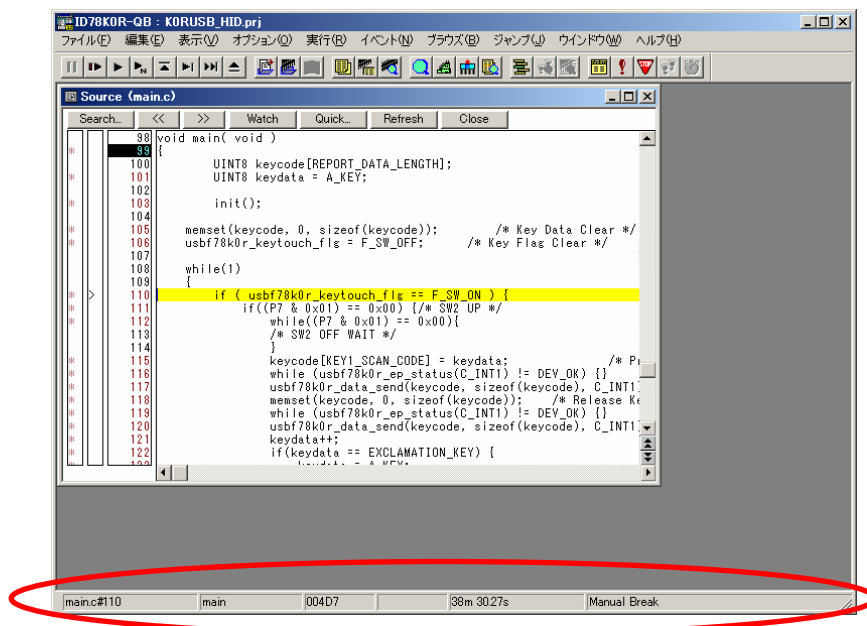 ID78K0R-QB : K0RUSB_HID.prj
ファイル(F) 編集(E) 表示(V) オプション(O) 実行(R) イベント(N) ブラウズ(B) ジャンプ(J) ウインドウ(W) ヘルプ(H)
Source (main.c)
Search... << >> Watch Quick... Refresh Close
98 void main( void )
* 99 {
100 UINT8 keycode[REPORT_DATA_LENGTH];
* 101 UINT8 keydata = A_KEY;
102
* 103 init();
104
* 105 memset(keycode, 0, sizeof(keycode)); /* Key Data Clear */
* 106 usbf78k0r_keytouch_flg = F_SW_OFF; /* Key Flag Clear */
107
108 while(1)
109 {
* > 110 if ( usbf78k0r_keytouch_flg == F_SW_ON ) {
* 111 if((P7 & 0x01) == 0x00) {/* SW2 UP */
* 112 while((P7 & 0x01) == 0x00){
113 /* SW2 OFF WAIT */
114 }
* 115 keycode[KEY1_SCAN_CODE] = keydata; /* P
* 116 while (usbf78k0r_ep_status(C_INT1) != DEV_OK) {}
* 117 usbf78k0r_data_send(keycode, sizeof(keycode), C_INT1
* 118 memset(keycode, 0, sizeof(keycode)); /* Release Ke
* 119 while (usbf78k0r_ep_status(C_INT1) != DEV_OK) {}
* 120 usbf78k0r_data_send(keycode, sizeof(keycode), C_INT1
* 121 keydata++;
* 122 if(keydata == EXCLAMATION_KEY) {
123 keydata = A_KEY;
main.c#110 main 004D7 38m 30.27s Manual Break